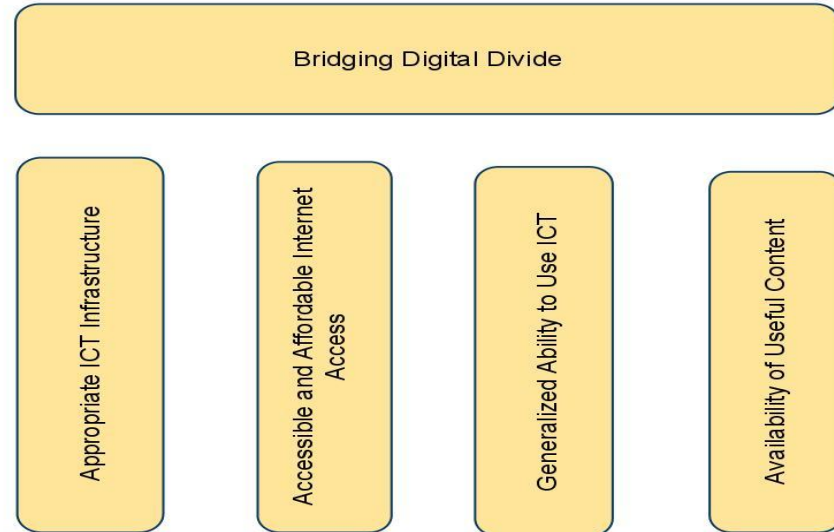 Bridging Digital Divide
Appropriate ICT Infrastructure
Accessible and Affordable Internet
Access
Generalized Ability to Use ICT
Availability of Useful Content